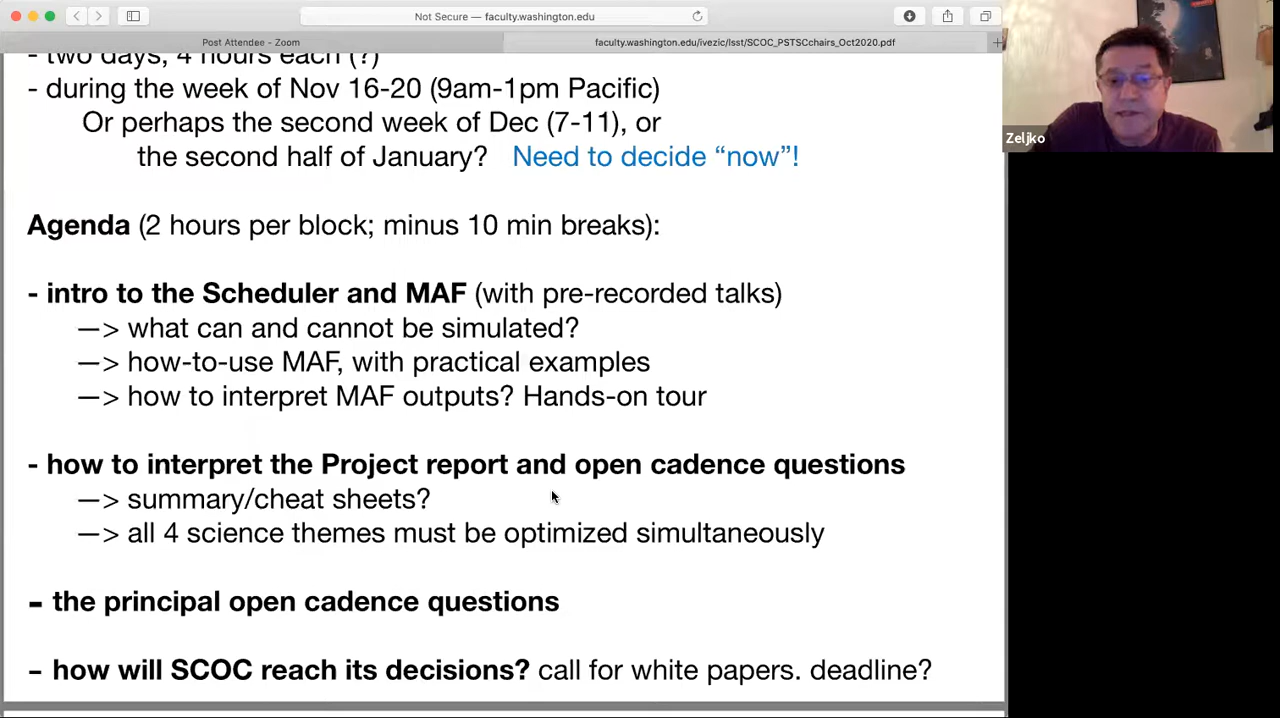 Not Secure — faculty.washington.edu
Post Attendee - Zoom
faculty.washington.edu/ivezic/lsst/SCOC_PSTSCchairs_Oct2020.pdf
- two days, 4 hours each (?)
- during the week of Nov 16-20 (9am-1pm Pacific)
Or perhaps the second week of Dec (7-11), or
the second half of January? Need to decide “now”!
Agenda (2 hours per block; minus 10 min breaks):
- intro to the Scheduler and MAF (with pre-recorded talks)
—> what can and cannot be simulated?
—> how-to-use MAF, with practical examples
—> how to interpret MAF outputs? Hands-on tour
- how to interpret the Project report and open cadence questions
—> summary/cheat sheets?
—> all 4 science themes must be optimized simultaneously
- the principal open cadence questions
- how will SCOC reach its decisions? call for white papers. deadline?
Zeljko